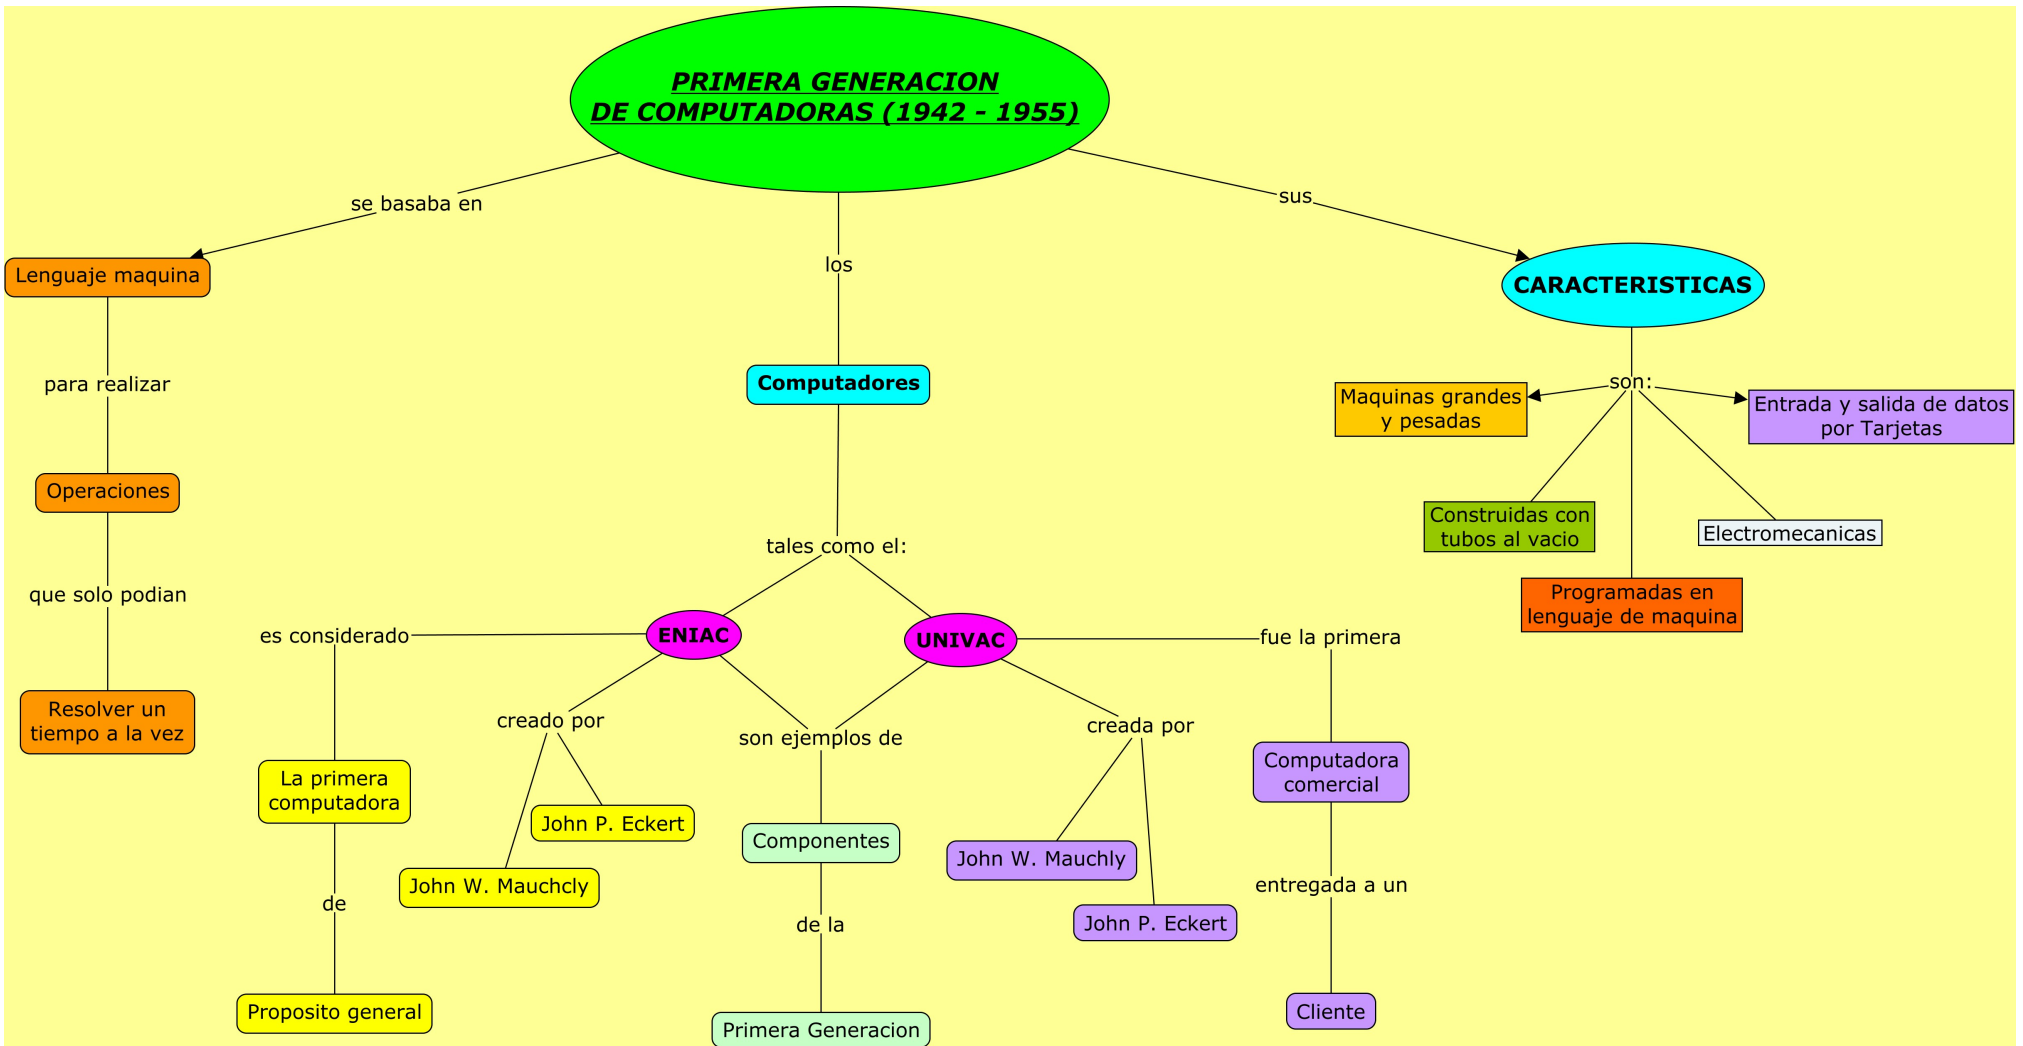 PRIMERA GENERACION
DE COMPUTADORAS (1942 - 1955)
se basaba en
los
sus
Lenguaje maquina
para realizar
Operaciones
que solo podian
Resolver un
tiempo a la vez
Computadores
tales como el:
ENIAC
UNIVAC
es considerado
La primera
computadora
de
Proposito general
creado por
John P. Eckert
John W. Mauchcly
son ejemplos de
Componentes
de la
Primera Generacion
creada por
John W. Mauchly
John P. Eckert
fue la primera
Computadora
comercial
entregada a un
Cliente
CARACTERISTICAS
son:
Maquinas grandes
y pesadas
Construidas con
tubos al vacio
Programadas en
lenguaje de maquina
Electromecanicas
Entrada y salida de datos
por Tarjetas